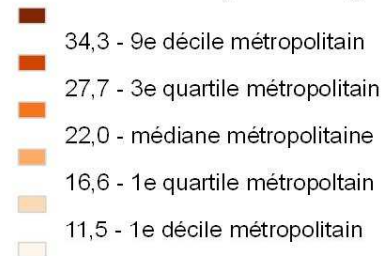 34,3 - 9e décile métropolitain
27,7 - 3e quartile métropolitain
22,0 - médiane métropolitaine
16,6 - 1e quartile métropoltain
11,5 - 1e décile métropolitain